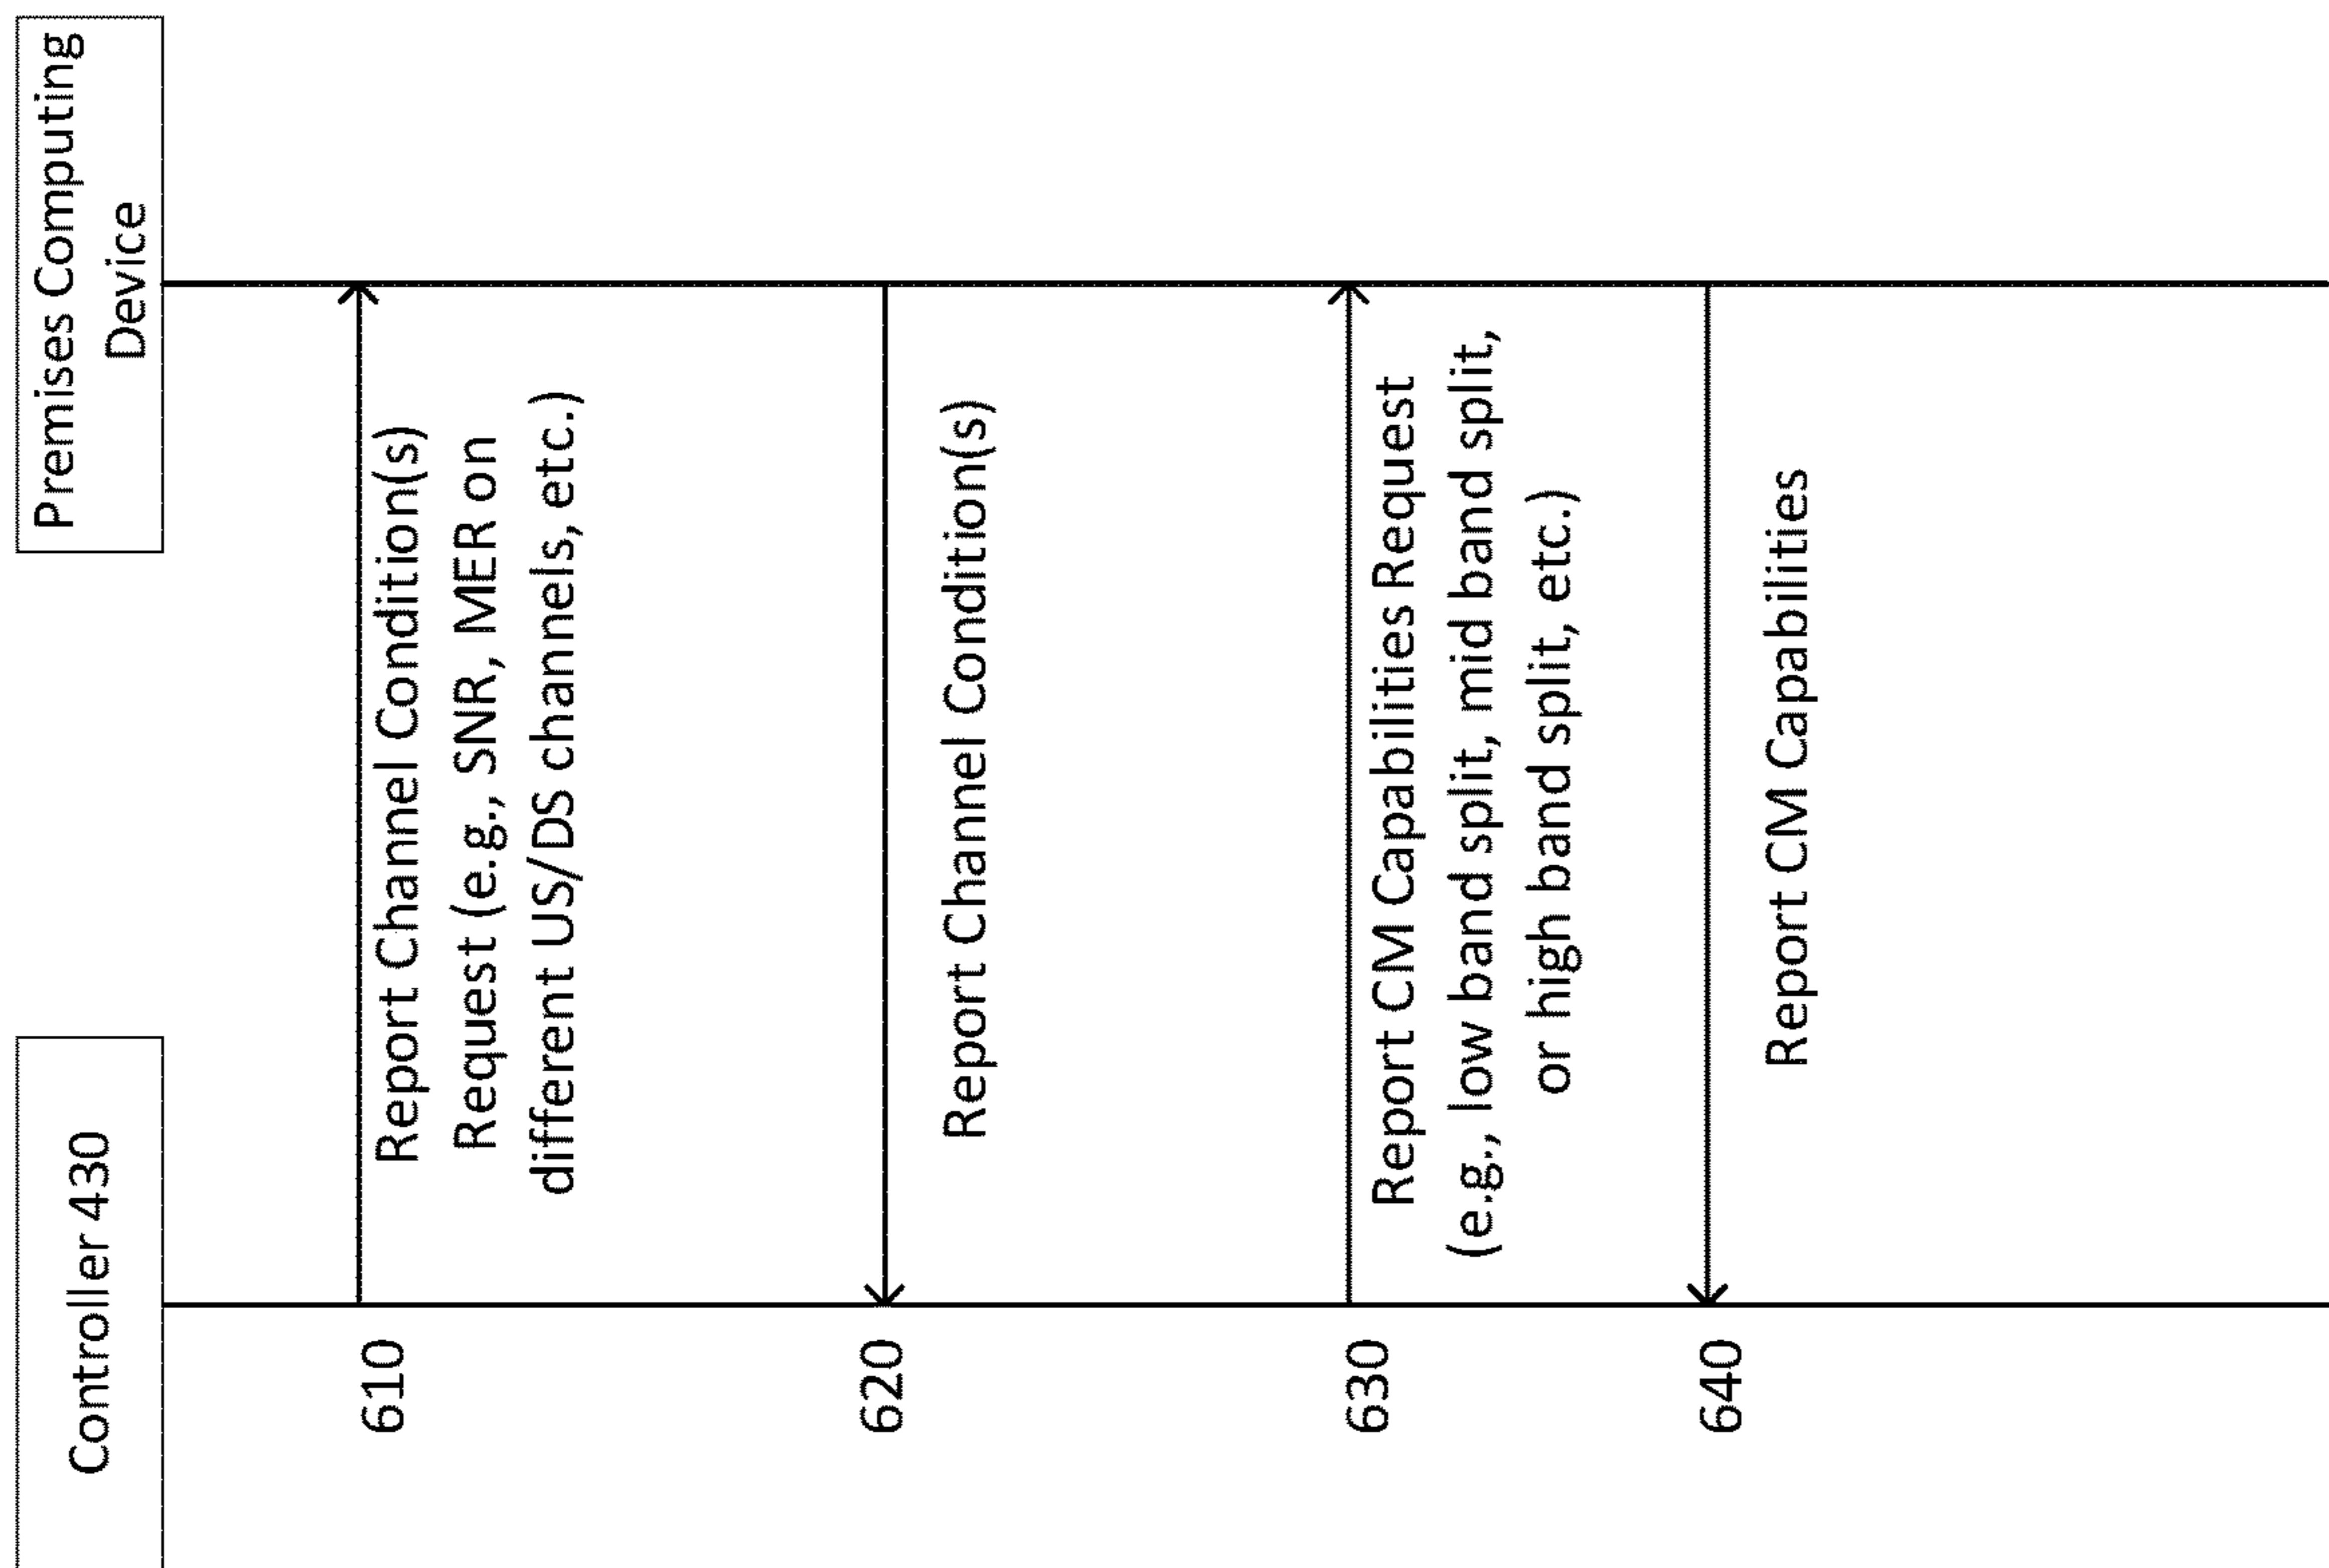 Controller 430
Premises Computing
Device
610
Report Channel Condition(s)
Request (e.g., SNR, MER on
different US/DS channels, etc.)
620
Report Channel Condition(s)
630
Report CM Capabilities Request
(e.g., low band split, mid band split,
or high band split, etc.)
640
Report CM Capabilities